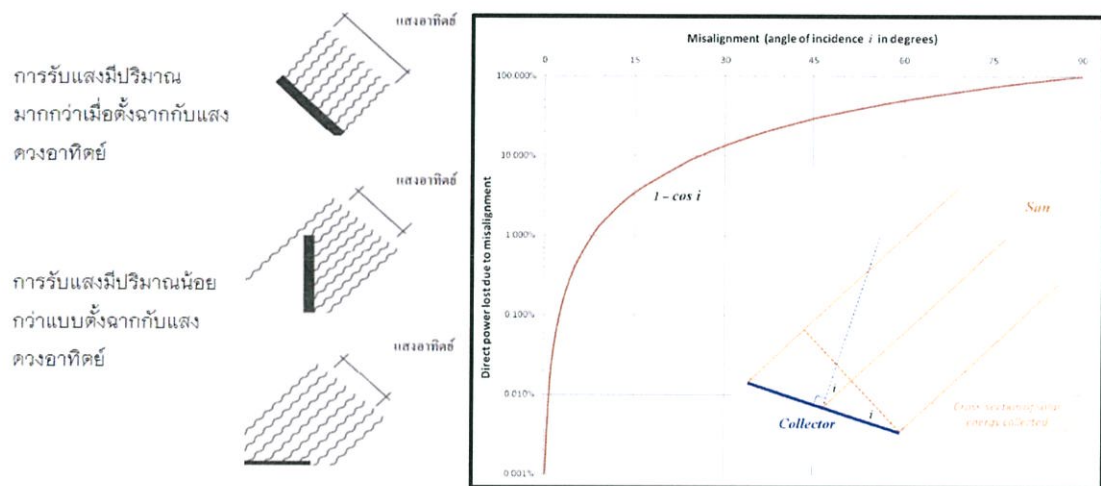 แสงอาทิตย์
การรับแสงมีปริมาณ
มากกว่าเมื่อตั้งฉากกับแสง
ดวงอาทิตย์
แสงอาทิตย์
การรับแสงมีปริมาณน้อย
กว่าแบบตั้งฉากกับแสง
ดวงอาทิตย์
แสงอาทิตย์
Misalignment (angle of incidence i in degrees)
0 15 30 45 60 75 90
Direct power lost due to misalignment
100.000%
10.000%
1.000%
0.100%
0.010%
0.001%
1 – cos i
Sun
i
i
Collector
energy collected